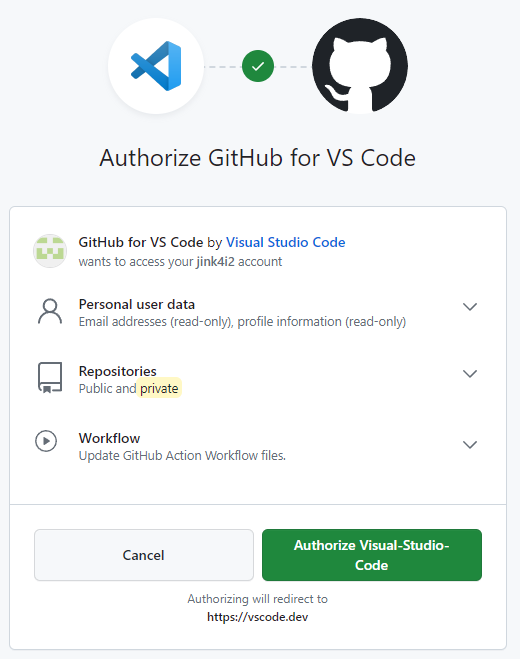 Authorize GitHub for VS Code
GitHub for VS Code by Visual Studio Code
wants to access your jink4i2 account
Personal user data
Email addresses (read-only), profile information (read-only)
Repositories
Public and private
Workflow
Update GitHub Action Workflow files.
Cancel
Authorize Visual-Studio-
Code
Authorizing will redirect to
https://vscode.dev